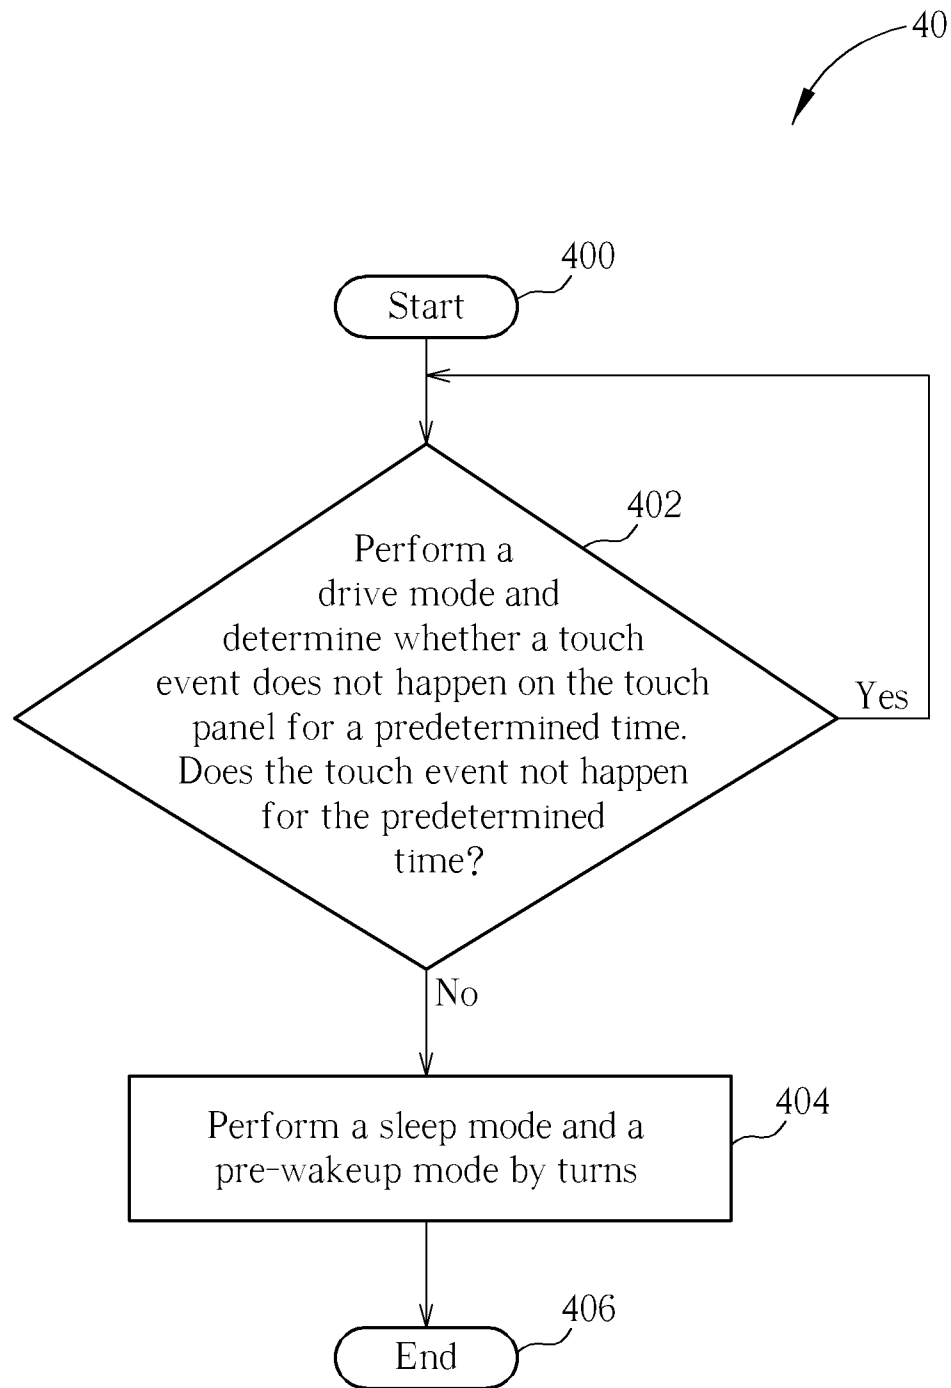 40
400
Start
402
Perform a
drive mode and
determine whether a touch
event does not happen on the touch
panel for a predetermined time.
Does the touch event not happen
for the predetermined
time?
Yes
No
404
Perform a sleep mode and a
pre-wakeup mode by turns
406
End